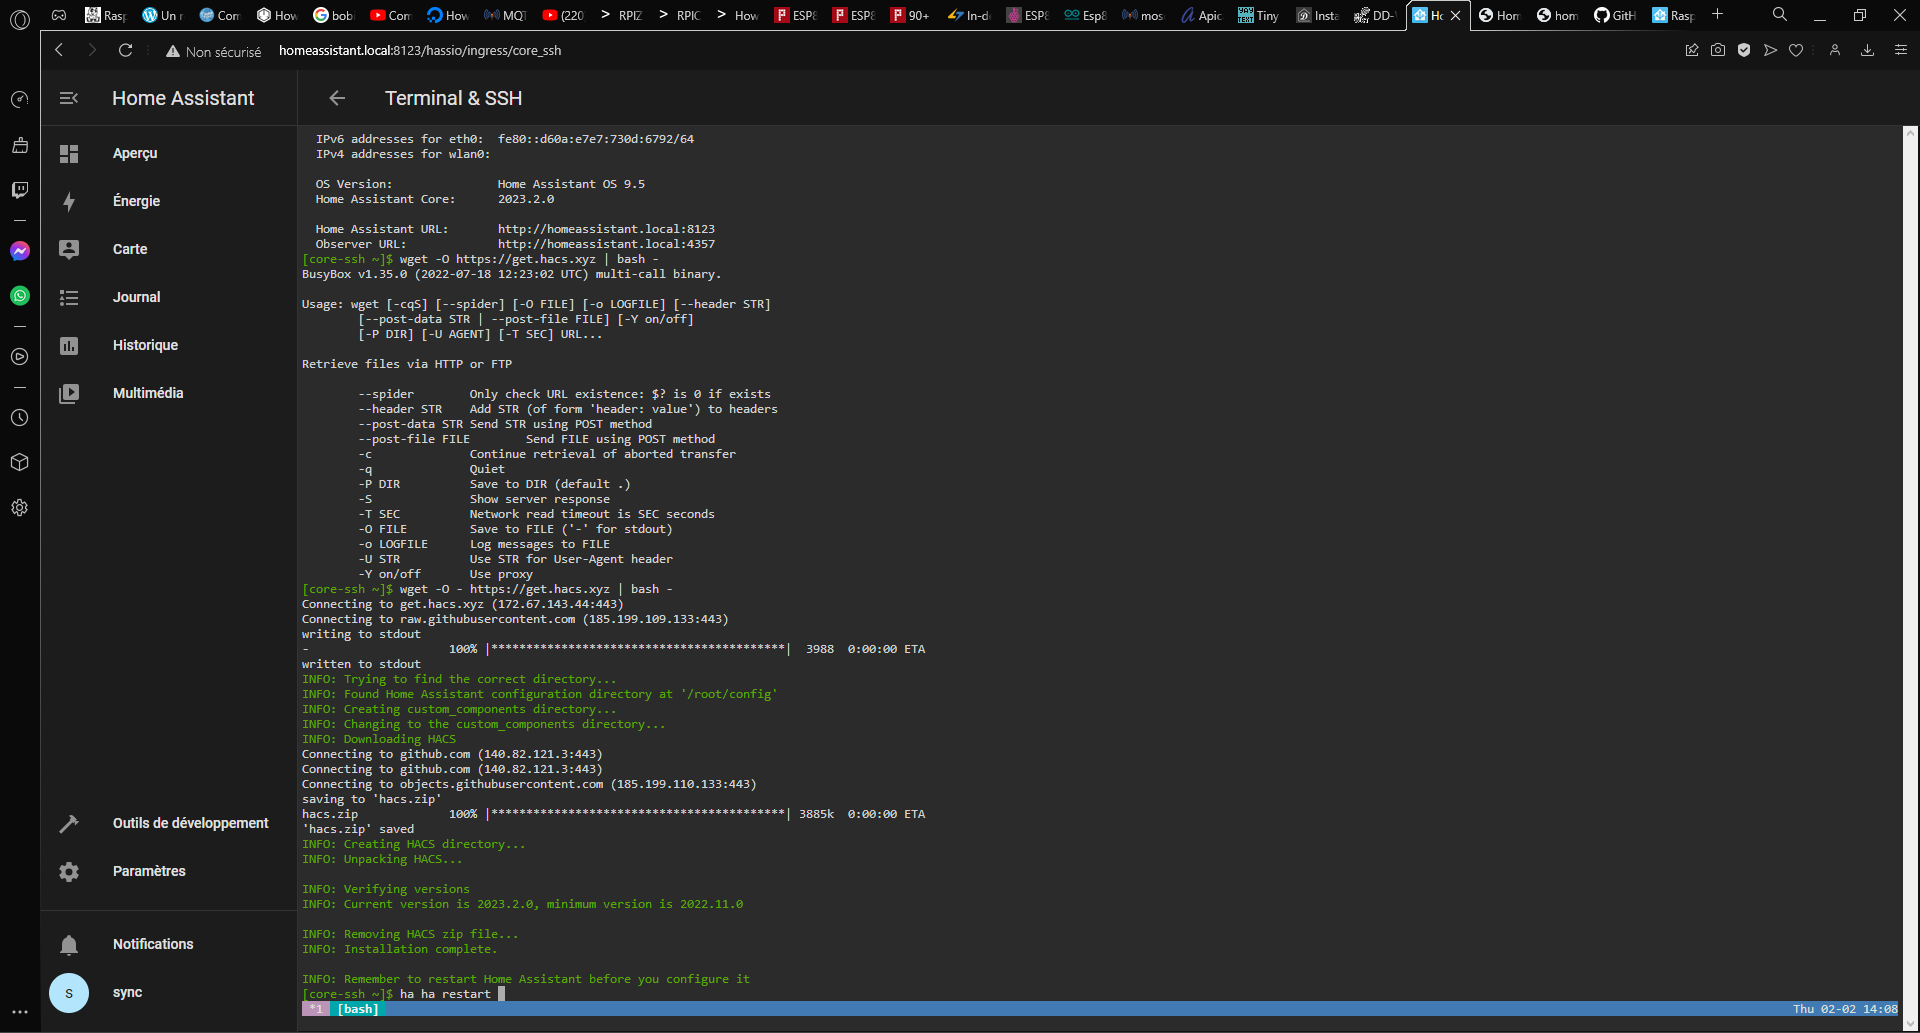 Rasp
Un r
Com
How
bobi
Com
How
MQT
(220
RPIZ
RPIC
How
ESP8
ESP8
90+
In-d
ESP8
Esp8
mos
Apic
Tiny
Insta
DD-
Ho
Hom
hom
GitH
Rasp
Non sécurisé
homeassistant.local:8123/hassio/ingress/core_ssh
Home Assistant
Terminal & SSH
Aperçu
Énergie
Carte
Journal
Historique
Multimédia
Outils de développement
Paramètres
Notifications
S
sync
IPv6 addresses for eth0: fe80::d60a:e7e7:730d:6792/64
IPv4 addresses for wlan0:
OS Version: Home Assistant OS 9.5
Home Assistant Core: 2023.2.0
Home Assistant URL: http://homeassistant.local:8123
Observer URL: http://homeassistant.local:4357
[core-ssh ~]$ wget -O https://get.hacs.xyz | bash -
BusyBox v1.35.0 (2022-07-18 12:23:02 UTC) multi-call binary.
Usage: wget [-cqS] [--spider] [-O FILE] [-o LOGFILE] [--header STR]
[--post-data STR | --post-file FILE] [-Y on/off]
[-P DIR] [-U AGENT] [-T SEC] URL...
Retrieve files via HTTP or FTP
--spider Only check URL existence: $? is 0 if exists
--header STR Add STR (of form 'header: value') to headers
--post-data STR Send STR using POST method
--post-file FILE Send FILE using POST method
-c Continue retrieval of aborted transfer
-q Quiet
-P DIR Save to DIR (default .)
-S Show server response
-T SEC Network read timeout is SEC seconds
-O FILE Save to FILE ('-' for stdout)
-o LOGFILE Log messages to FILE
-U STR Use STR for User-Agent header
-Y on/off Use proxy
[core-ssh ~]$ wget -O - https://get.hacs.xyz | bash -
Connecting to get.hacs.xyz (172.67.143.44:443)
Connecting to raw.githubusercontent.com (185.199.109.133:443)
writing to stdout
- 100% |******************************************| 3988 0:00:00 ETA
written to stdout
INFO: Trying to find the correct directory...
INFO: Found Home Assistant configuration directory at '/root/config'
INFO: Creating custom_components directory...
INFO: Changing to the custom_components directory...
INFO: Downloading HACS
Connecting to github.com (140.82.121.3:443)
Connecting to github.com (140.82.121.3:443)
Connecting to objects.githubusercontent.com (185.199.110.133:443)
saving to 'hacs.zip'
hacs.zip 100% |******************************************| 3885k 0:00:00 ETA
'hacs.zip' saved
INFO: Creating HACS directory...
INFO: Unpacking HACS...
INFO: Verifying versions
INFO: Current version is 2023.2.0, minimum version is 2022.11.0
INFO: Removing HACS zip file...
INFO: Installation complete.
INFO: Remember to restart Home Assistant before you configure it
[core-ssh ~]$ ha ha restart
*1 [bash] Thu 02-02 14:08